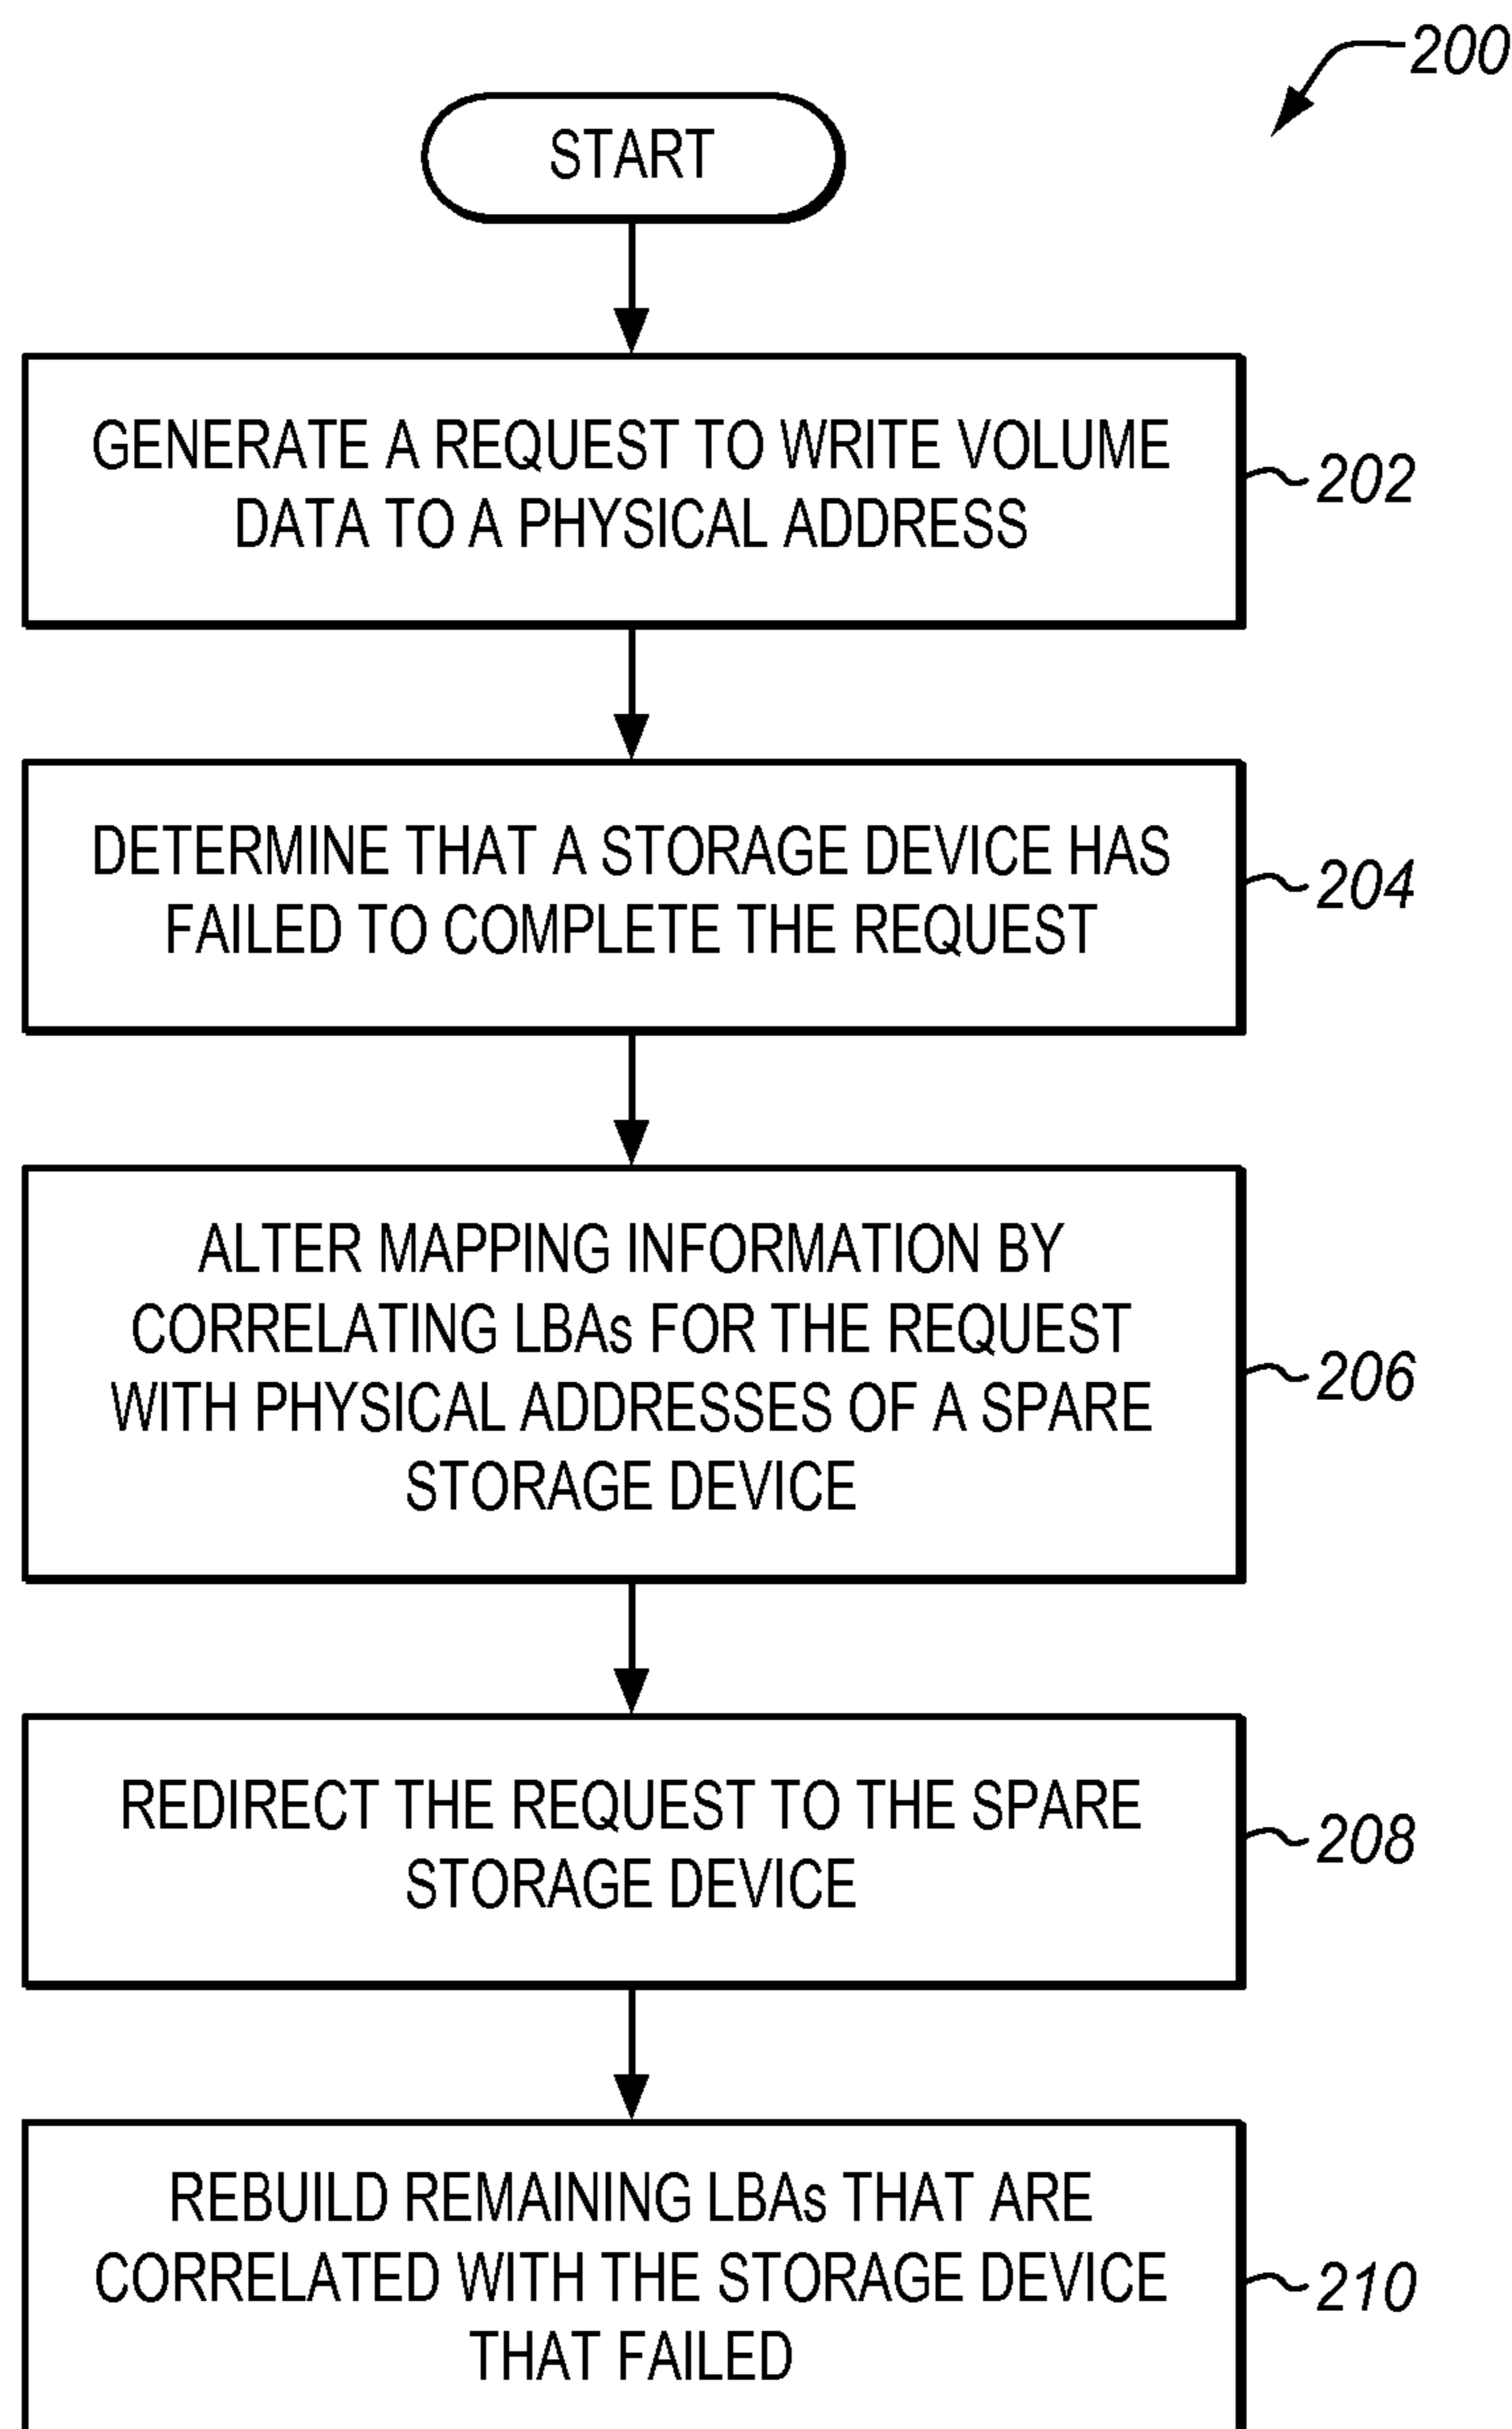 200
START
GENERATE A REQUEST TO WRITE VOLUME
DATA TO A PHYSICAL ADDRESS
202
DETERMINE THAT A STORAGE DEVICE HAS
FAILED TO COMPLETE THE REQUEST
204
ALTER MAPPING INFORMATION BY
CORRELATING LBAs FOR THE REQUEST
WITH PHYSICAL ADDRESSES OF A SPARE
STORAGE DEVICE
206
REDIRECT THE REQUEST TO THE SPARE
STORAGE DEVICE
208
REBUILD REMAINING LBAs THAT ARE
CORRELATED WITH THE STORAGE DEVICE
THAT FAILED
210